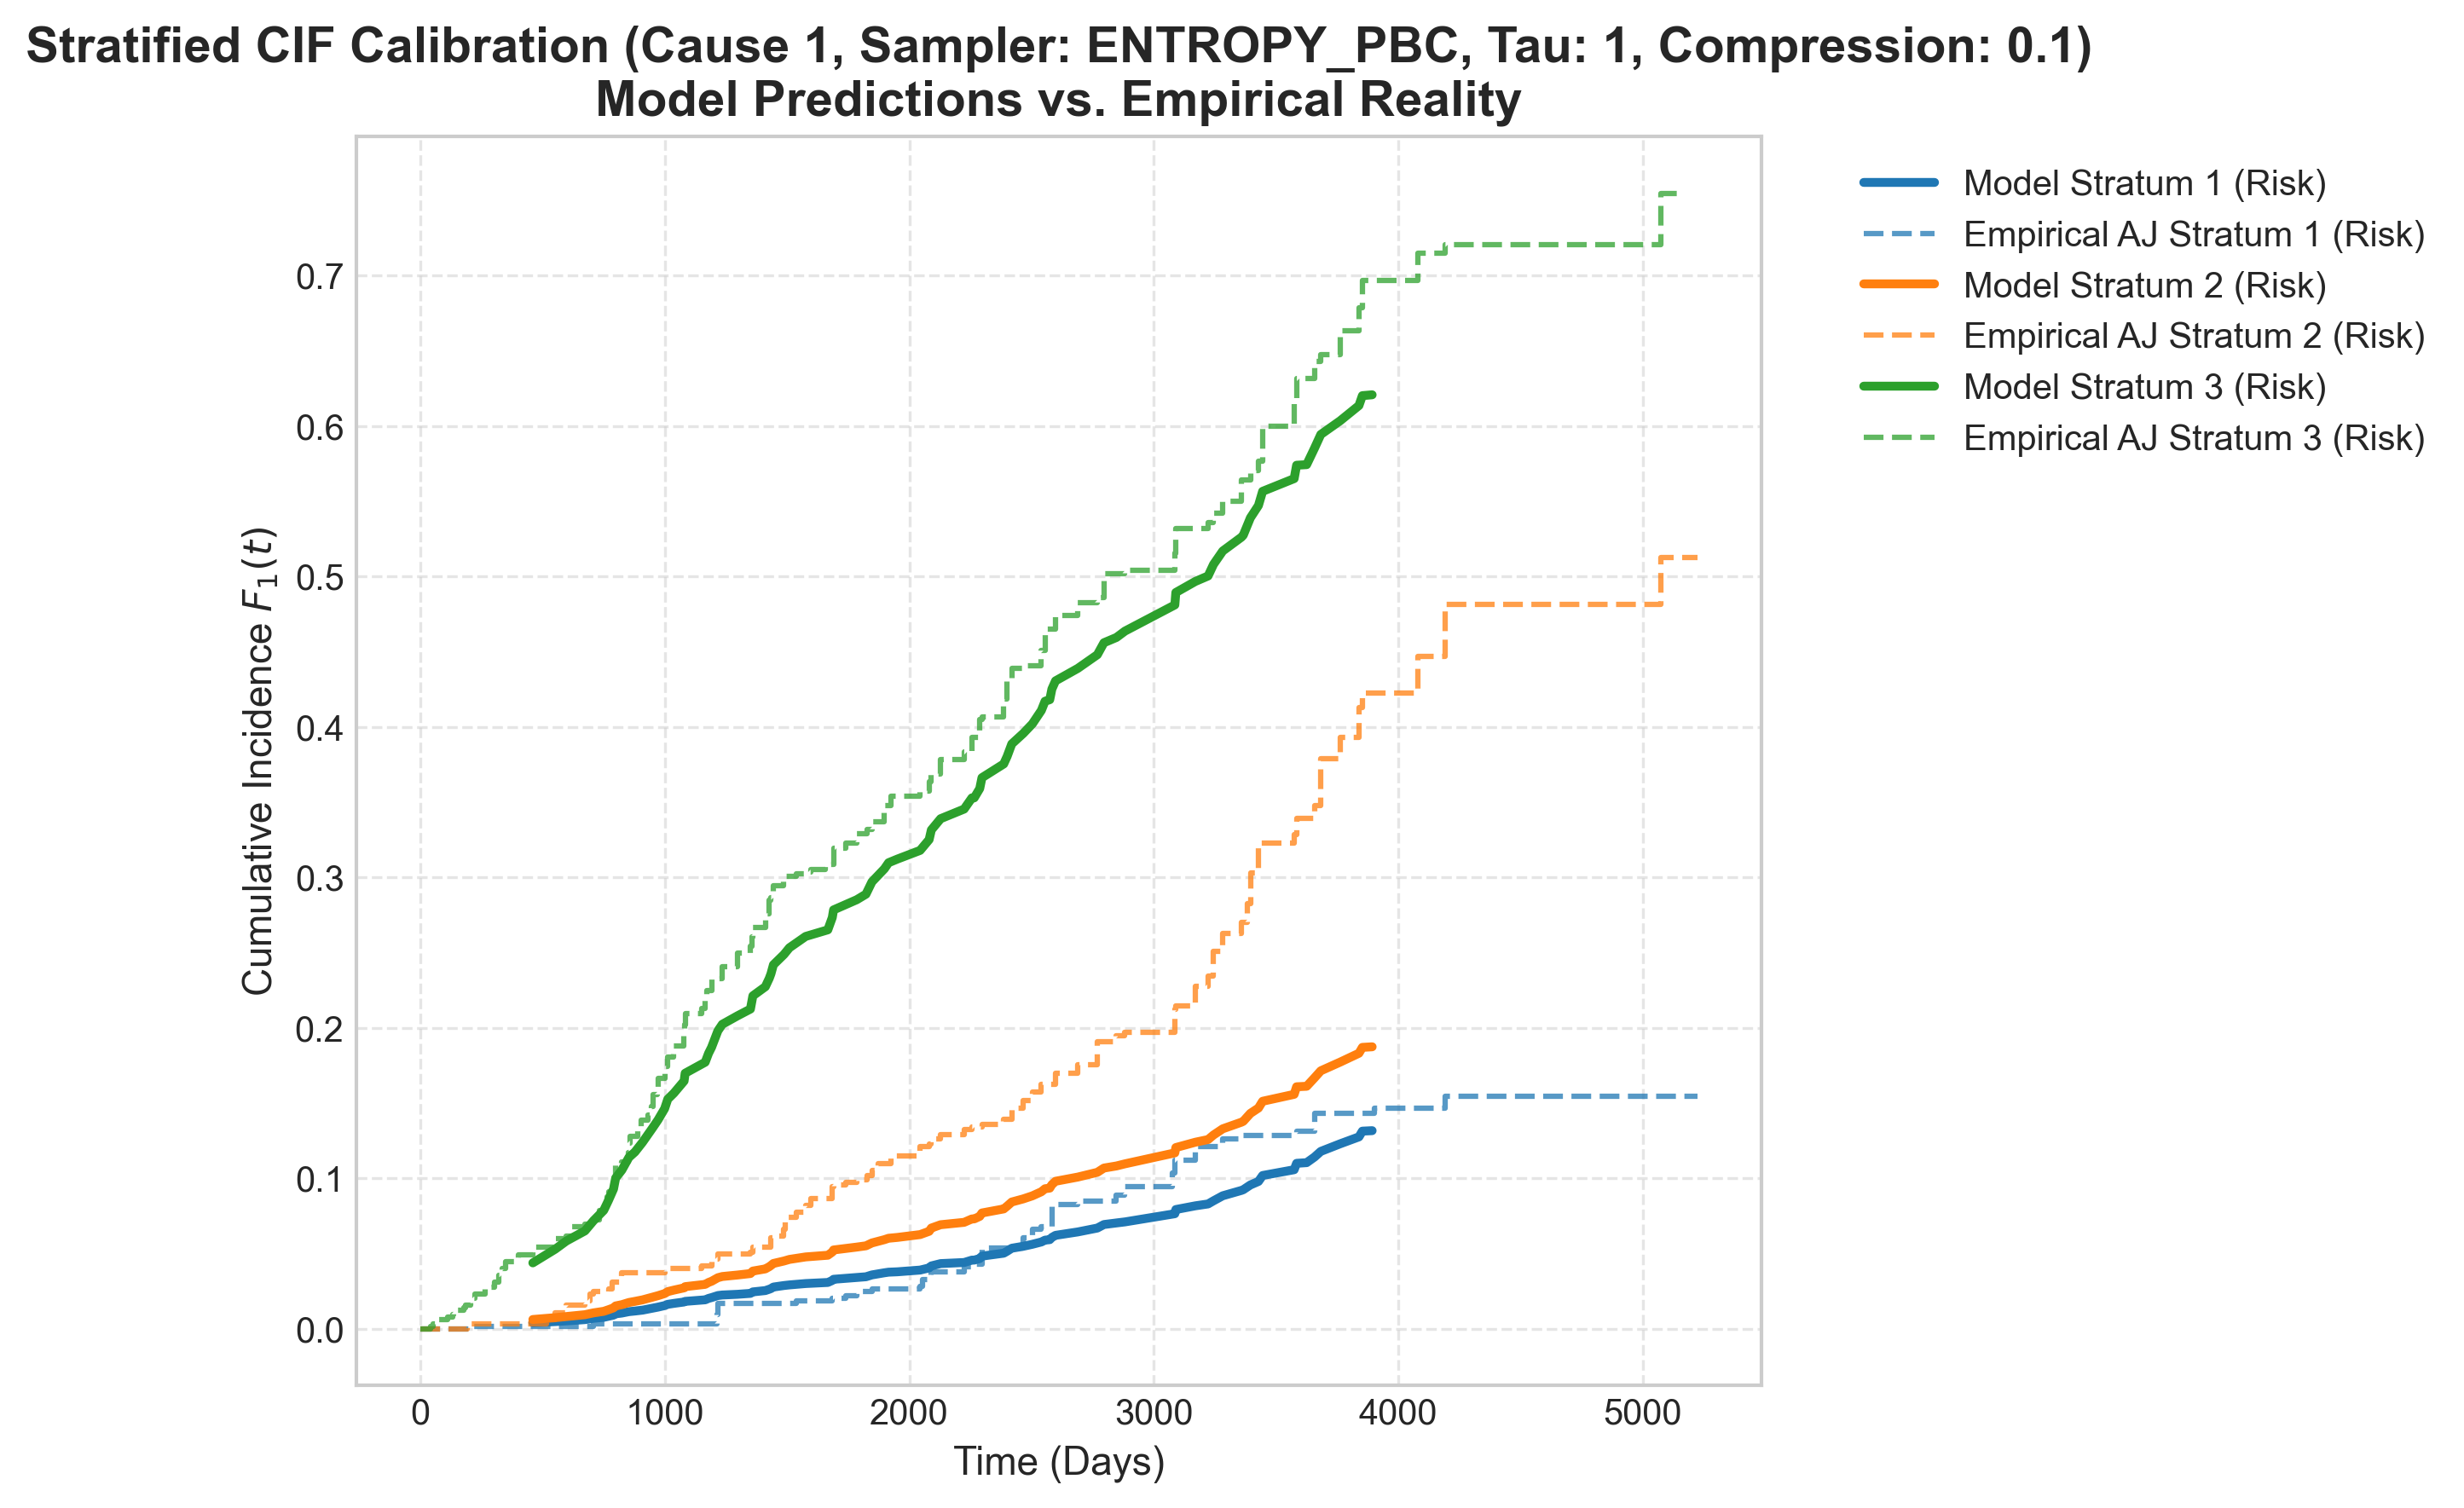 Stratified CIF Calibration (Cause 1, Sampler: ENTROPY_PBC, Tau: 1, Compression: 0.1)
Model Predictions vs. Empirical Reality
Model Stratum 1 (Risk)
Empirical AJ Stratum 1 (Risk)
Model Stratum 2 (Risk)
Empirical AJ Stratum 2 (Risk)
Model Stratum 3 (Risk)
Empirical AJ Stratum 3 (Risk)
Cumulative Incidence $F_1(t)$
0.7
0.6
0.5
0.4
0.3
0.2
0.1
0.0
0 1000 2000 3000 4000 5000
Time (Days)